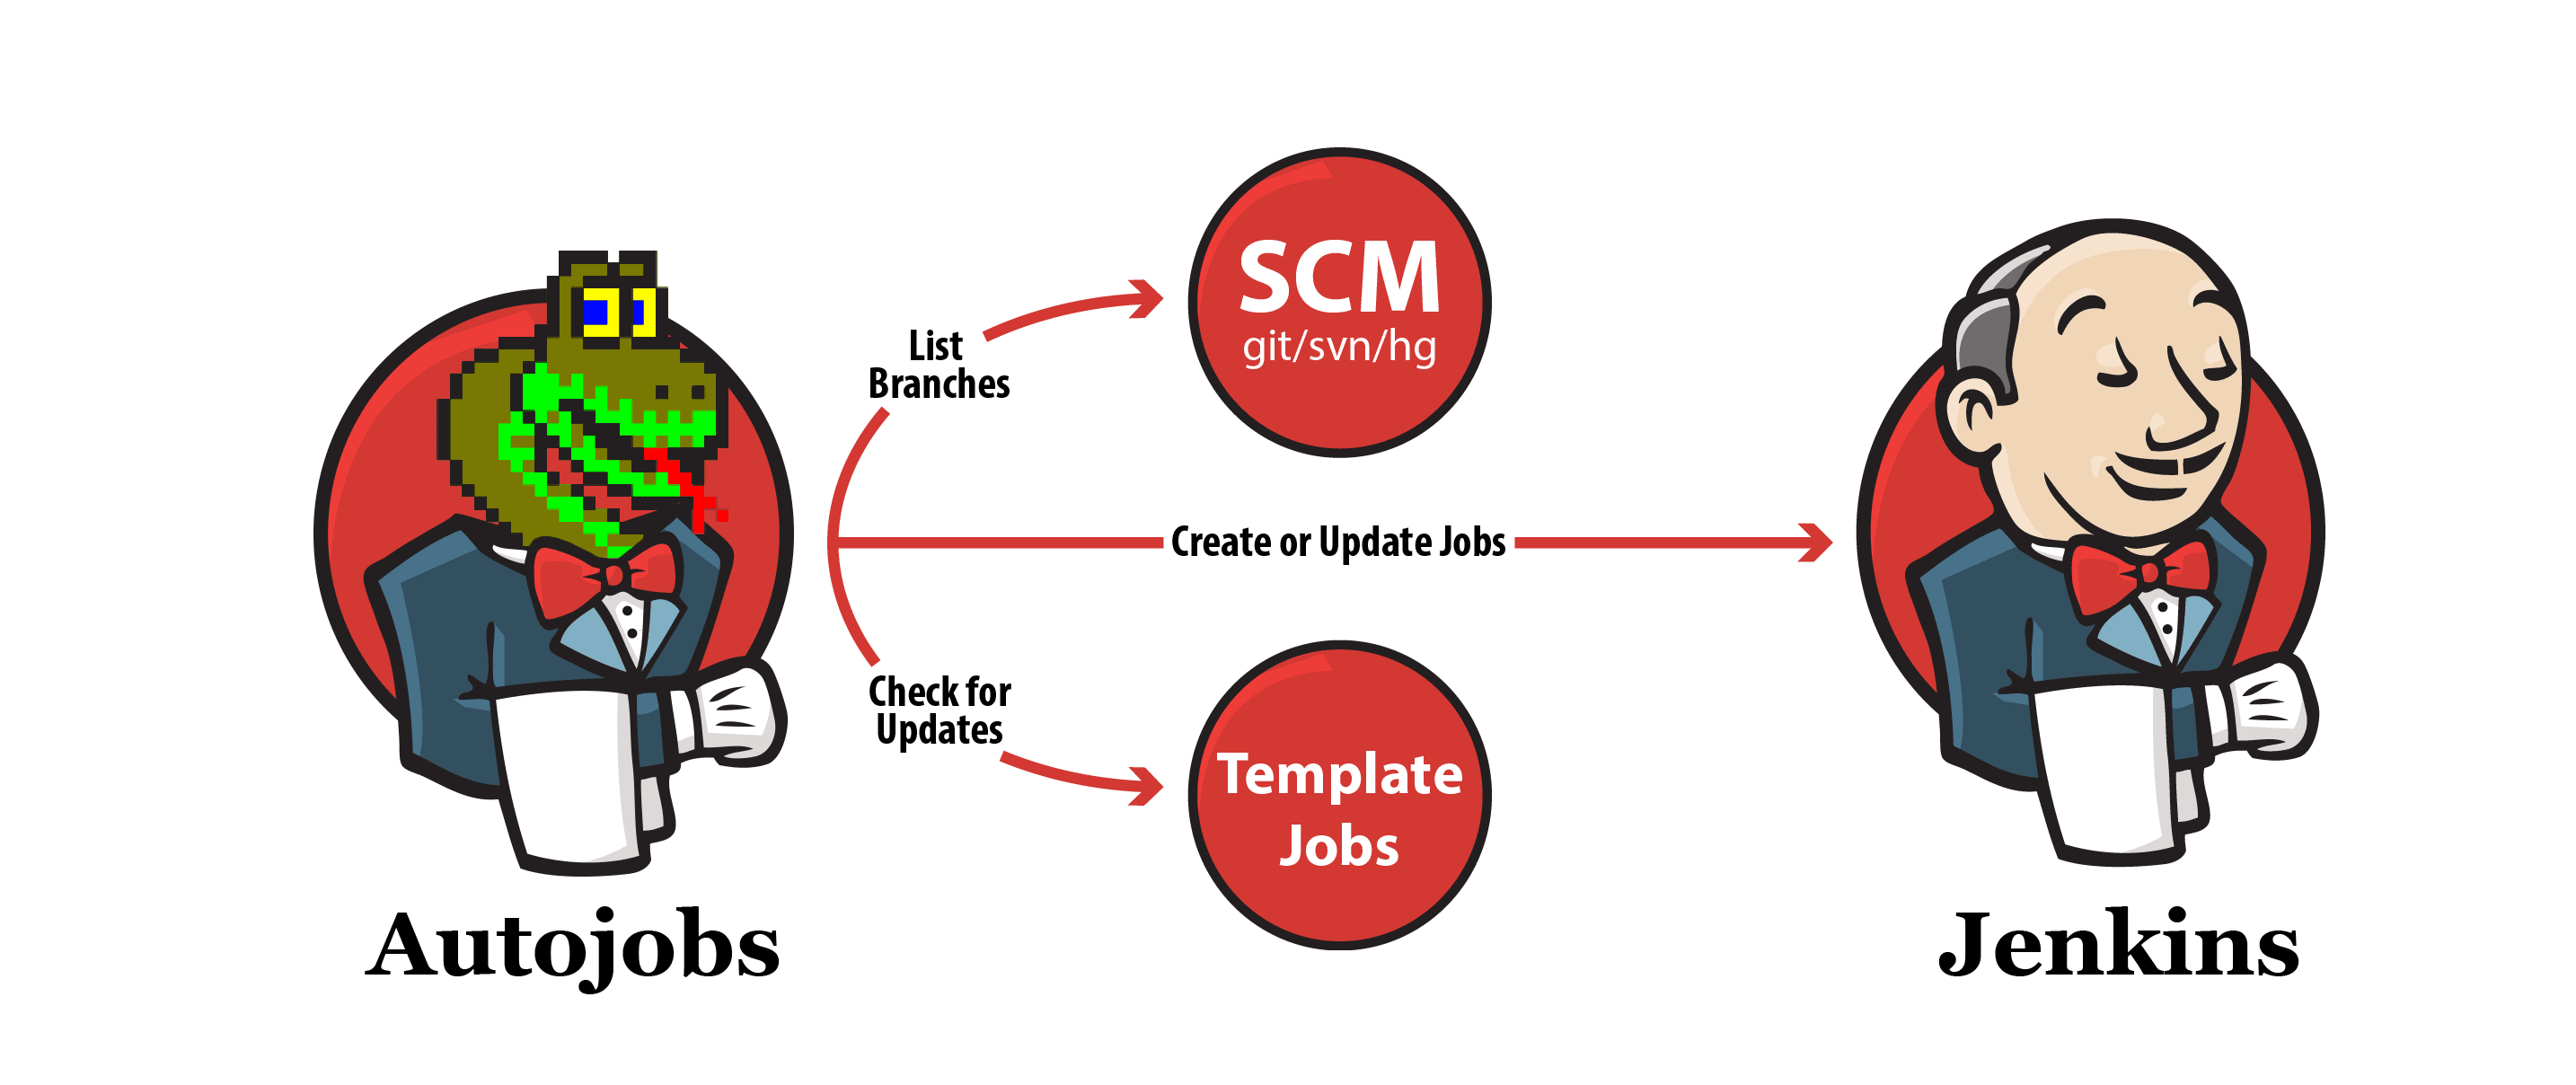 SCM
git/svn/hg
List
Branches
Create or Update Jobs
Check for
Updates
Template
Jobs
Autojobs
Jenkins